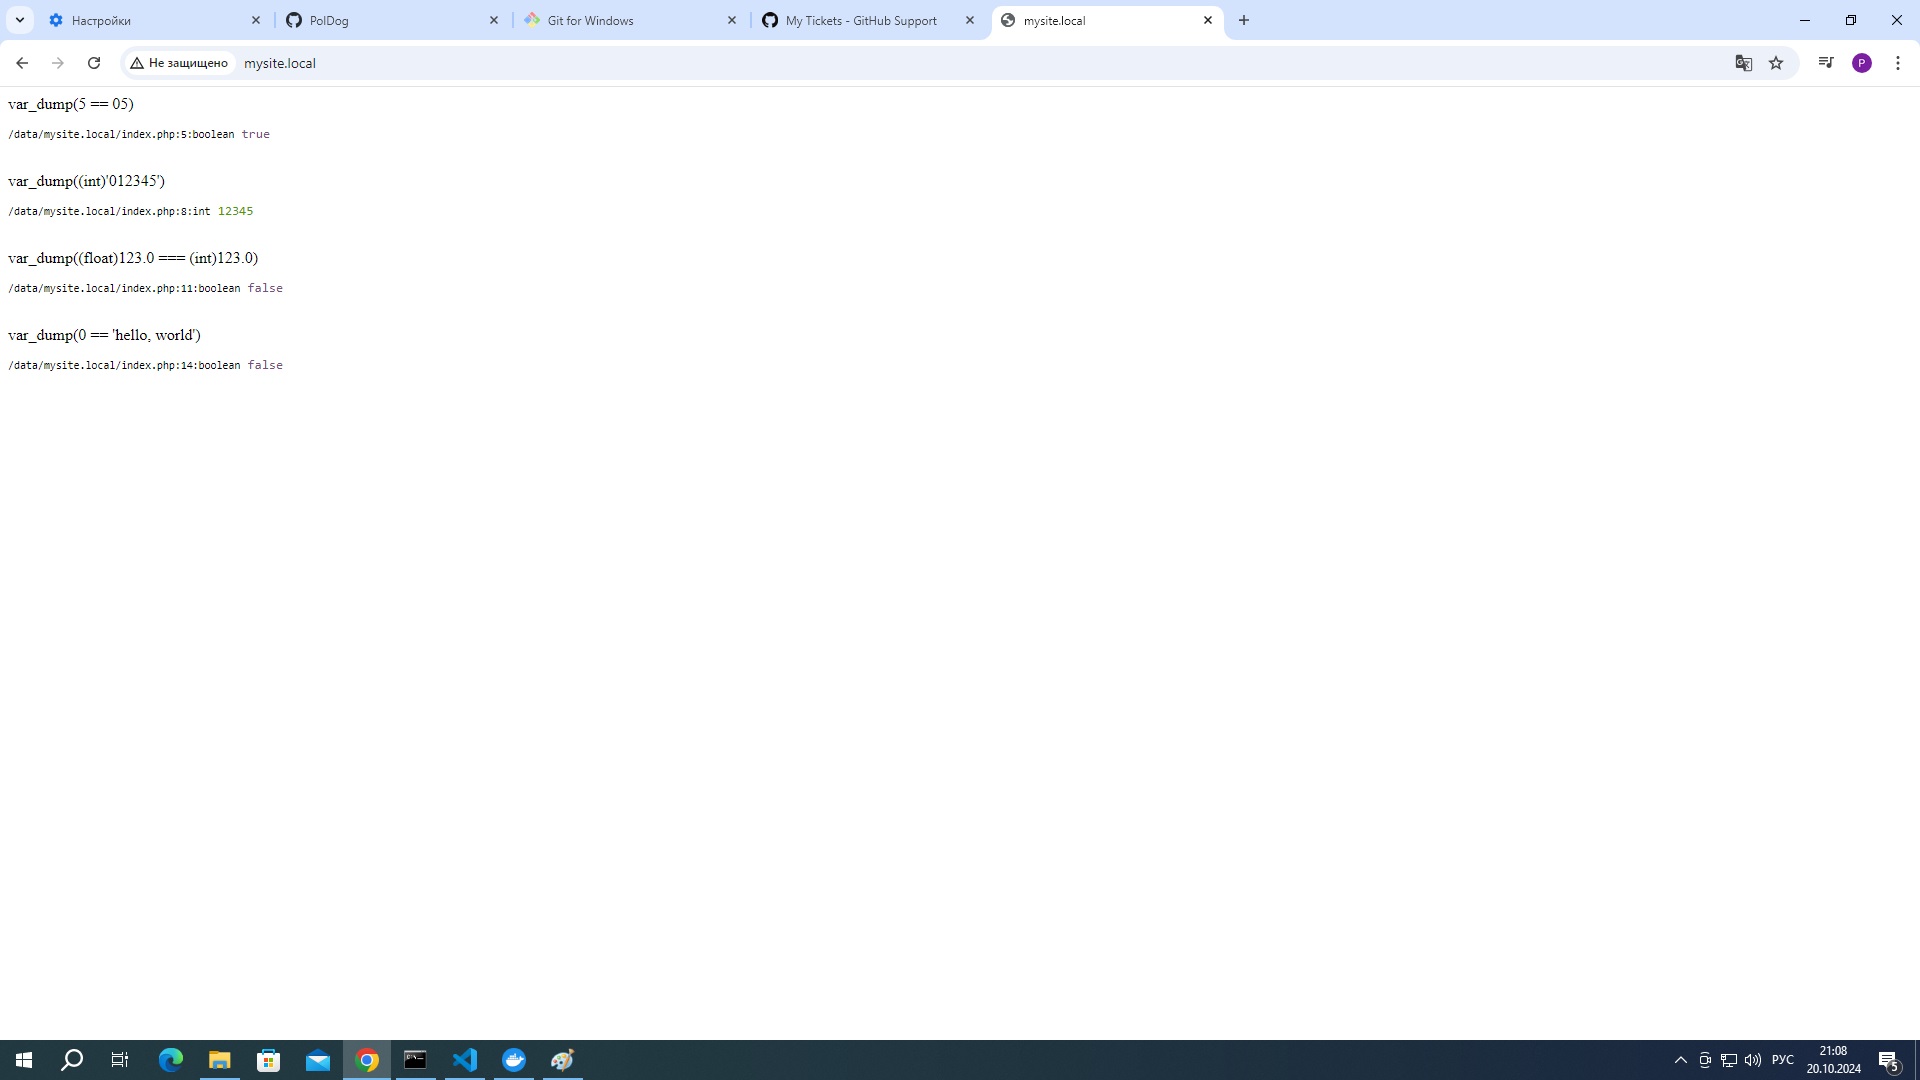 Настройки
PolDog
Git for Windows
My Tickets - GitHub Support
mysite.local
Не защищено
mysite.local
P
var_dump(5 == 05)
/data/mysite.local/index.php:5:boolean true
var_dump((int)'012345')
/data/mysite.local/index.php:8:int 12345
var_dump((float)123.0 === (int)123.0)
/data/mysite.local/index.php:11:boolean false
var_dump(0 == 'hello, world')
/data/mysite.local/index.php:14:boolean false
РУС
21:08
20.10.2024
5